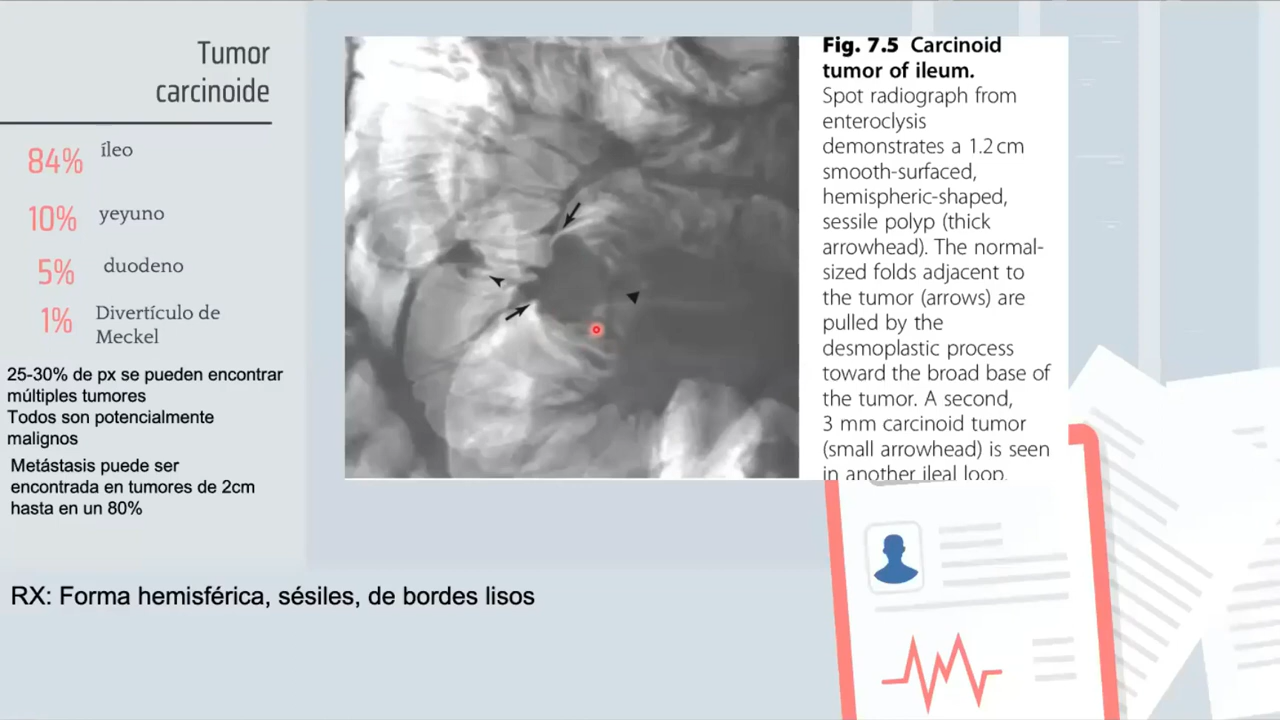 Tumor
carcinoide
84% íleo
10% yeyuno
5% duodeno
1% Divertículo de
Meckel
25-30% de px se pueden encontrar
múltiples tumores
Todos son potencialmente
malignos
Metástasis puede ser
encontrada en tumores de 2cm
hasta en un 80%
RX: Forma hemisférica, sésiles, de bordes lisos
Fig. 7.5 Carcinoid
tumor of ileum.
Spot radiograph from
enteroclysis
demonstrates a 1.2 cm
smooth-surfaced,
hemispheric-shaped,
sessile polyp (thick
arrowhead). The normal-
sized folds adjacent to
the tumor (arrows) are
pulled by the
desmoplastic process
toward the broad base of
the tumor. A second,
3 mm carcinoid tumor
(small arrowhead) is seen
in another ileal loop.